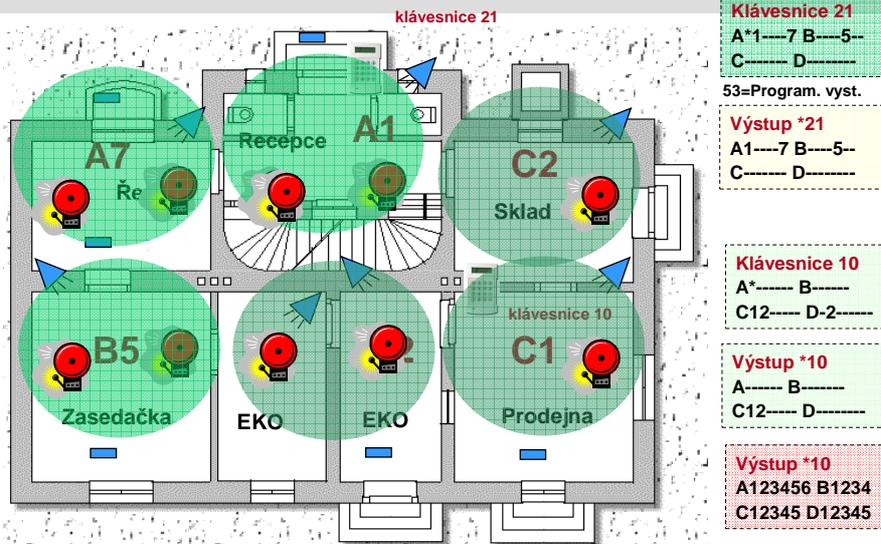 klávesnice 21
Klávesnice 21
A*1----7 B----5--
C------- D--------
53=Program. vyst.
Výstup *21
A1----7 B----5--
C------- D--------
Klávesnice 10
A*------ B------
C12----- D-2------
Výstup *10
A------ B-------
C12----- D--------
Výstup *10
A123456 B1234
C12345 D12345
A7
Recepce
A1
C2
Sklad
klávesnice 10
B5
C1
Zasedačka
EKO
EKO
Prodejna